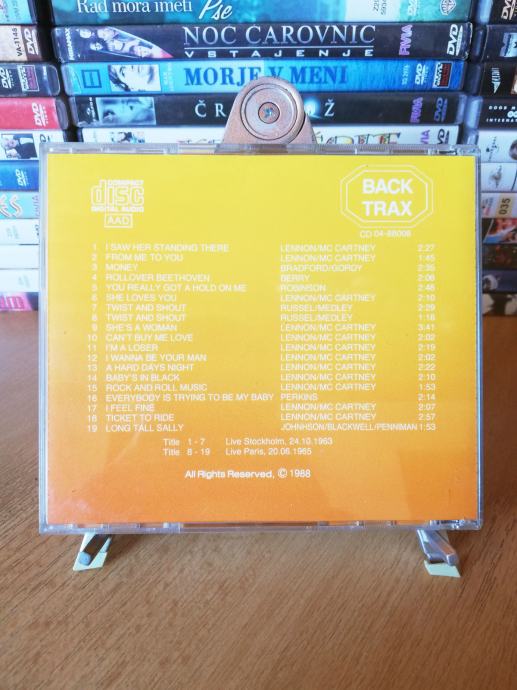 Rad mora imeti Pse
NOĆ ČAROVNIC
VSTAJENJE
MORJE V MENI
VA-3148
DVD
035
COMPACT
disc
DIGITAL AUDIO
AAD
BACK
TRAX
CD 04-88008
1 I SAW HER STANDING THERE LENNON/MC CARTNEY 2:27
2 FROM ME TO YOU LENNON/MC CARTNEY 1:45
3 MONEY BRADFORD/GORDY 2:35
4 ROLLOVER BEETHOVEN BERRY 2:06
5 YOU REALLY GOT A HOLD ON ME ROBINSON 2:48
6 SHE LOVES YOU LENNON/MC CARTNEY 2:10
7 TWIST AND SHOUT RUSSEL/MEDLEY 2:29
8 TWIST AND SHOUT RUSSEL/MEDLEY 1:18
9 SHE'S A WOMAN LENNON/MC CARTNEY 3:41
10 CAN'T BUY ME LOVE LENNON/MC CARTNEY 2:02
11 I'M A LOSER LENNON/MC CARTNEY 2:19
12 I WANNA BE YOUR MAN LENNON/MC CARTNEY 2:02
13 A HARD DAYS NIGHT LENNON/MC CARTNEY 2:22
14 BABY'S IN BLACK LENNON/MC CARTNEY 2:10
15 ROCK AND ROLL MUSIC LENNON/MC CARTNEY 1:53
16 EVERYBODY IS TRYING TO BE MY BABY PERKINS 2:14
17 I FEEL FINE LENNON/MC CARTNEY 2:07
18 TICKET TO RIDE LENNON/MC CARTNEY 2:57
19 LONG TALL SALLY JOHNHSON/BLACKWELL/PENNIMAN 1:53
Title 1 - 7 Live Stockholm, 24.10.1963
Title 8 - 19 Live Paris, 20.06.1965
All Rights Reserved, © 1988